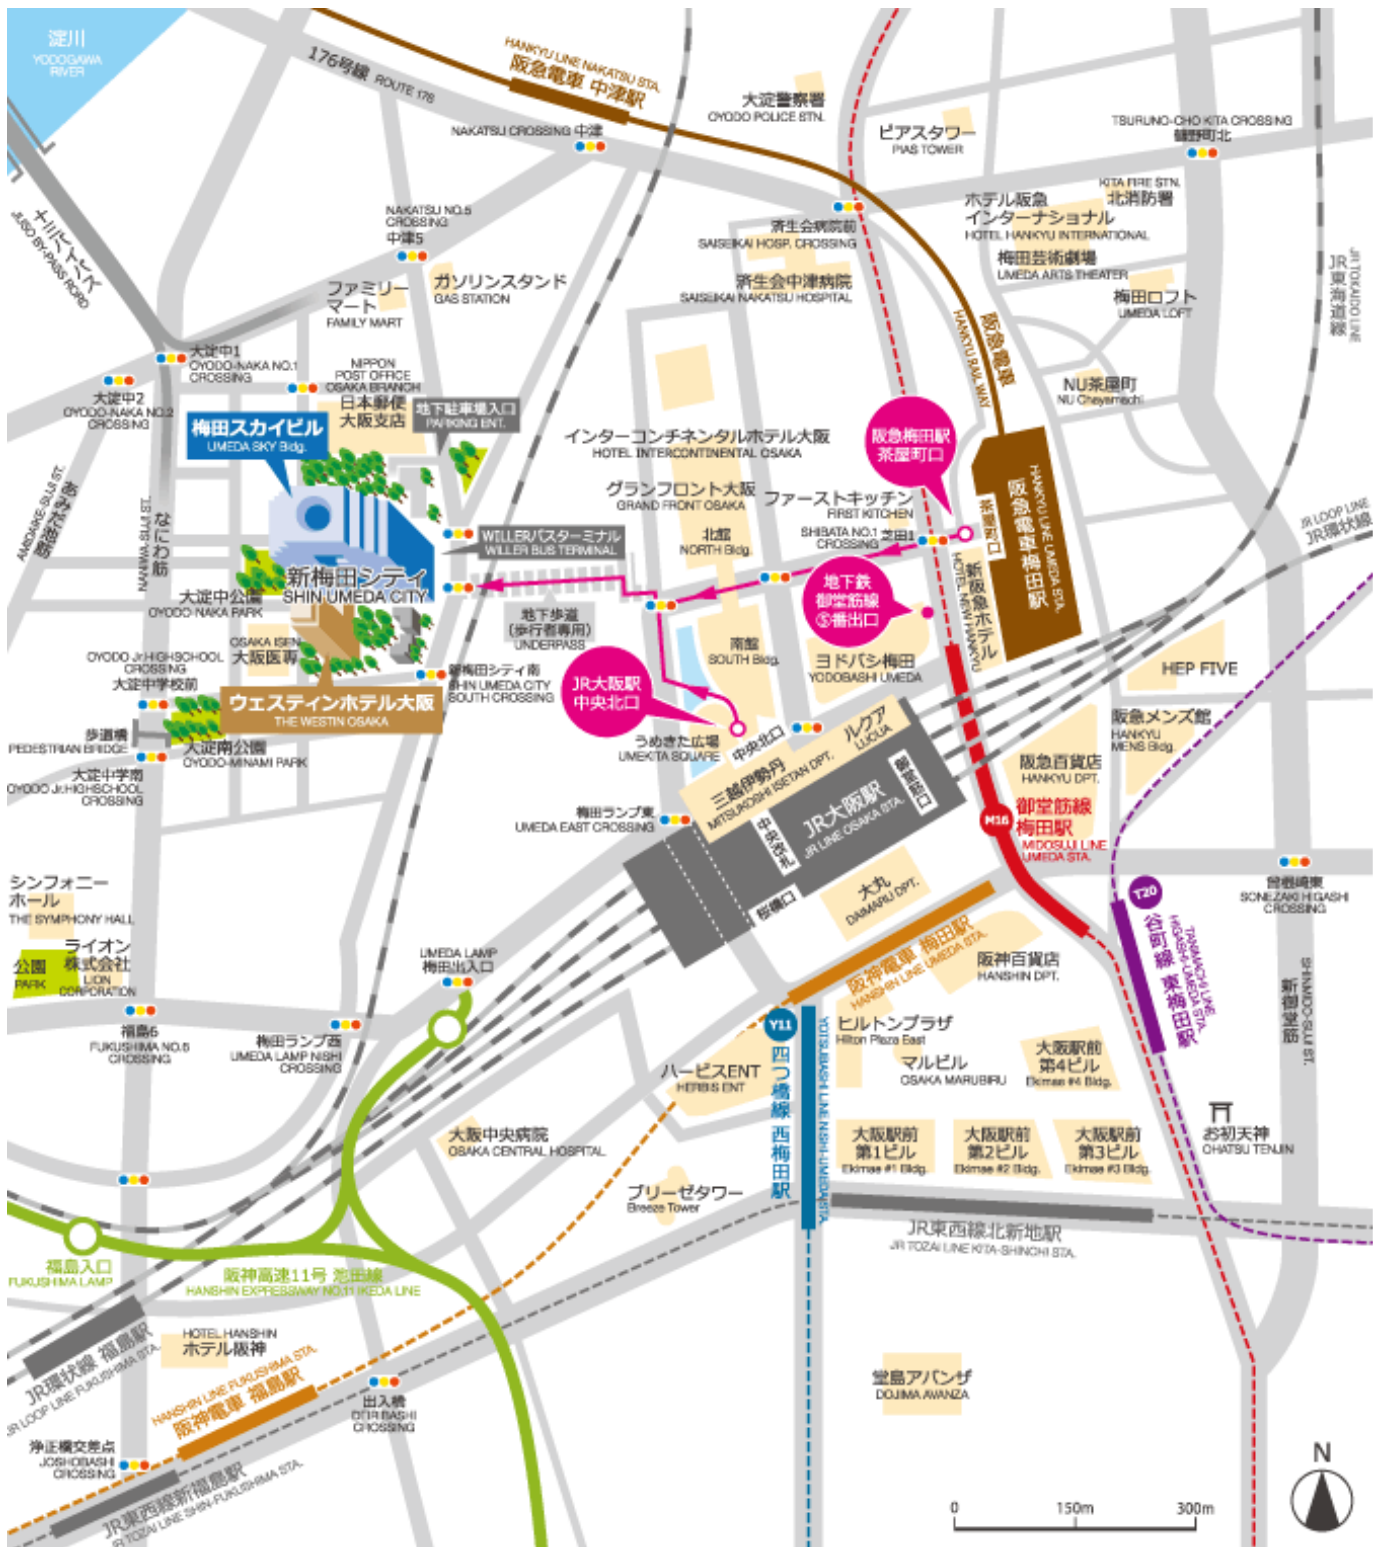 淀川
YODOGAWA
RIVER
176号線 ROUTE 176
HANKYU LINE NAKATSU STA.
阪急電車 中津駅
NAKATSU CROSSING 中津
大淀警察署
OYODO POLICE STN.
ピアスタワー
PIAS TOWER
TSURUNO-CHO KITA CROSSING
鶴野町北
KITA FIRE STN.
北消防署
十三バイパス
JUSO BY-PASS ROAD
NAKATSU NO.5
CROSSING
中津5
済生会病院前
SAISEIKAI HOSP. CROSSING
ホテル阪急
インターナショナル
HOTEL HANKYU INTERNATIONAL
梅田芸術劇場
UMEDA ARTS THEATER
JR東海道線
JR TOKAIDO LINE
ガソリンスタンド
GAS STATION
ファミリー
マート
FAMILY MART
済生会中津病院
SAISEIKAI NAKATSU HOSPITAL
梅田ロフト
UMEDA LOFT
阪急電車
HANKYU RAIL WAY
大淀中1
OYODO-NAKA NO.1
CROSSING
大淀中2
OYODO-NAKA NO.2
CROSSING
NIPPON
POST OFFICE
OSAKA BRANCH
日本郵便
大阪支店
地下駐車場入口
PARKING ENT.
NU茶屋町
NU Chayamachi
梅田スカイビル
UMEDA SKY Bldg.
インターコンチネンタルホテル大阪
HOTEL INTERCONTINENTAL OSAKA
阪急梅田駅
茶屋町口
HANKYU LINE UMEDA STA.
阪急電車梅田駅
茶屋町口
あみだ池筋
AMIDAIKE-SUJI ST.
なにわ筋
NANIWA-SUJI ST.
グランフロント大阪
GRAND FRONT OSAKA
北館
NORTH Bldg.
ファーストキッチン
FIRST KITCHEN
SHIBATA NO.1 芝田1
CROSSING
JR LOOP LINE
JR環状線
WILLERバスターミナル
WILLER BUS TERMINAL
新梅田シティ
SHIN UMEDA CITY
大淀中公園
OYODO NAKA PARK
地下歩道
(歩行者専用)
UNDERPASS
地下鉄
御堂筋線
⑤番出口
新阪急ホテル
HOTEL NEW HANKYU
OSAKA ISEN
大阪医専
南館
SOUTH Bldg.
ヨドバシ梅田
YODOBASHI UMEDA
HEP FIVE
OYODO Jr.HIGHSCHOOL
CROSSING
大淀中学校前
新梅田シティ南
SHIN UMEDA CITY
SOUTH CROSSING
JR大阪駅
中央北口
ウェスティンホテル大阪
THE WESTIN OSAKA
歩道橋
PEDESTRIAN BRIDGE
大淀南公園
OYODO-MINAMI PARK
うめきた広場
UMEKITA SQUARE
中央北口
ルクア
LUCUA
三越伊勢丹
MITSUKOSHI ISETAN DPT.
阪急メンズ館
HANKYU
MENS Bldg.
阪急百貨店
HANKYU DPT.
大淀中学南
OYODO Jr.HIGHSCHOOL
CROSSING
梅田ランプ東
UMEDA EAST CROSSING
JR大阪駅
JR LINE OSAKA STA.
御堂筋口
中央改札
桜橋口
M16
御堂筋線
梅田駅
MIDOSUJI LINE
UMEDA STA.
シンフォニー
ホール
THE SYMPHONY HALL
大丸
DAIMARU DPT.
曾根崎東
SONEZAKI HIGASHI
CROSSING
T20
谷町線 東梅田駅
TANIMACHI LINE
HIGASHI-UMEDA STA.
ライオン
株式会社
LION
CORPORATION
公園
PARK
UMEDA LAMP
梅田出入口
阪神電車 梅田駅
HANSHIN LINE UMEDA STA.
阪神百貨店
HANSHIN DPT.
新御堂筋
SHINMIDO-SUJI ST.
福島6
FUKUSHIMA NO.6
CROSSING
梅田ランプ西
UMEDA LAMP NISHI
CROSSING
Y11
四つ橋線 西梅田駅
YOTSUBASHI LINE NISHI-UMEDA STA.
ヒルトンプラザ
Hilton Plaza East
マルビル
OSAKA MARUBIRU
大阪駅前
第4ビル
Ekimae #4 Bldg.
ハービスENT
HERBIS ENT
大阪中央病院
OSAKA CENTRAL HOSPITAL
大阪駅前
第1ビル
Ekimae #1 Bldg.
大阪駅前
第2ビル
Ekimae #2 Bldg.
大阪駅前
第3ビル
Ekimae #3 Bldg.
お初天神
OHATSU TENJIN
ブリーゼタワー
Breeze Tower
JR東西線北新地駅
JR TOZAI LINE KITA-SHINCHI STA.
福島入口
FUKUSHIMA LAMP
阪神高速11号 池田線
HANSHIN EXPRESSWAY NO.11 IKEDA LINE
JR環状線 福島駅
JR LOOP LINE FUKUSHIMA STA.
HOTEL HANSHIN
ホテル阪神
HANSHIN LINE FUKUSHIMA STA.
阪神電車 福島駅
出入橋
DEIRIBASHI
CROSSING
堂島アバンザ
DOJIMA AVANZA
浄正橋交差点
JOSHOBASHI
CROSSING
JR東西線新福島駅
JR TOZAI LINE SHIN-FUKUSHIMA STA.
N
0 150m 300m